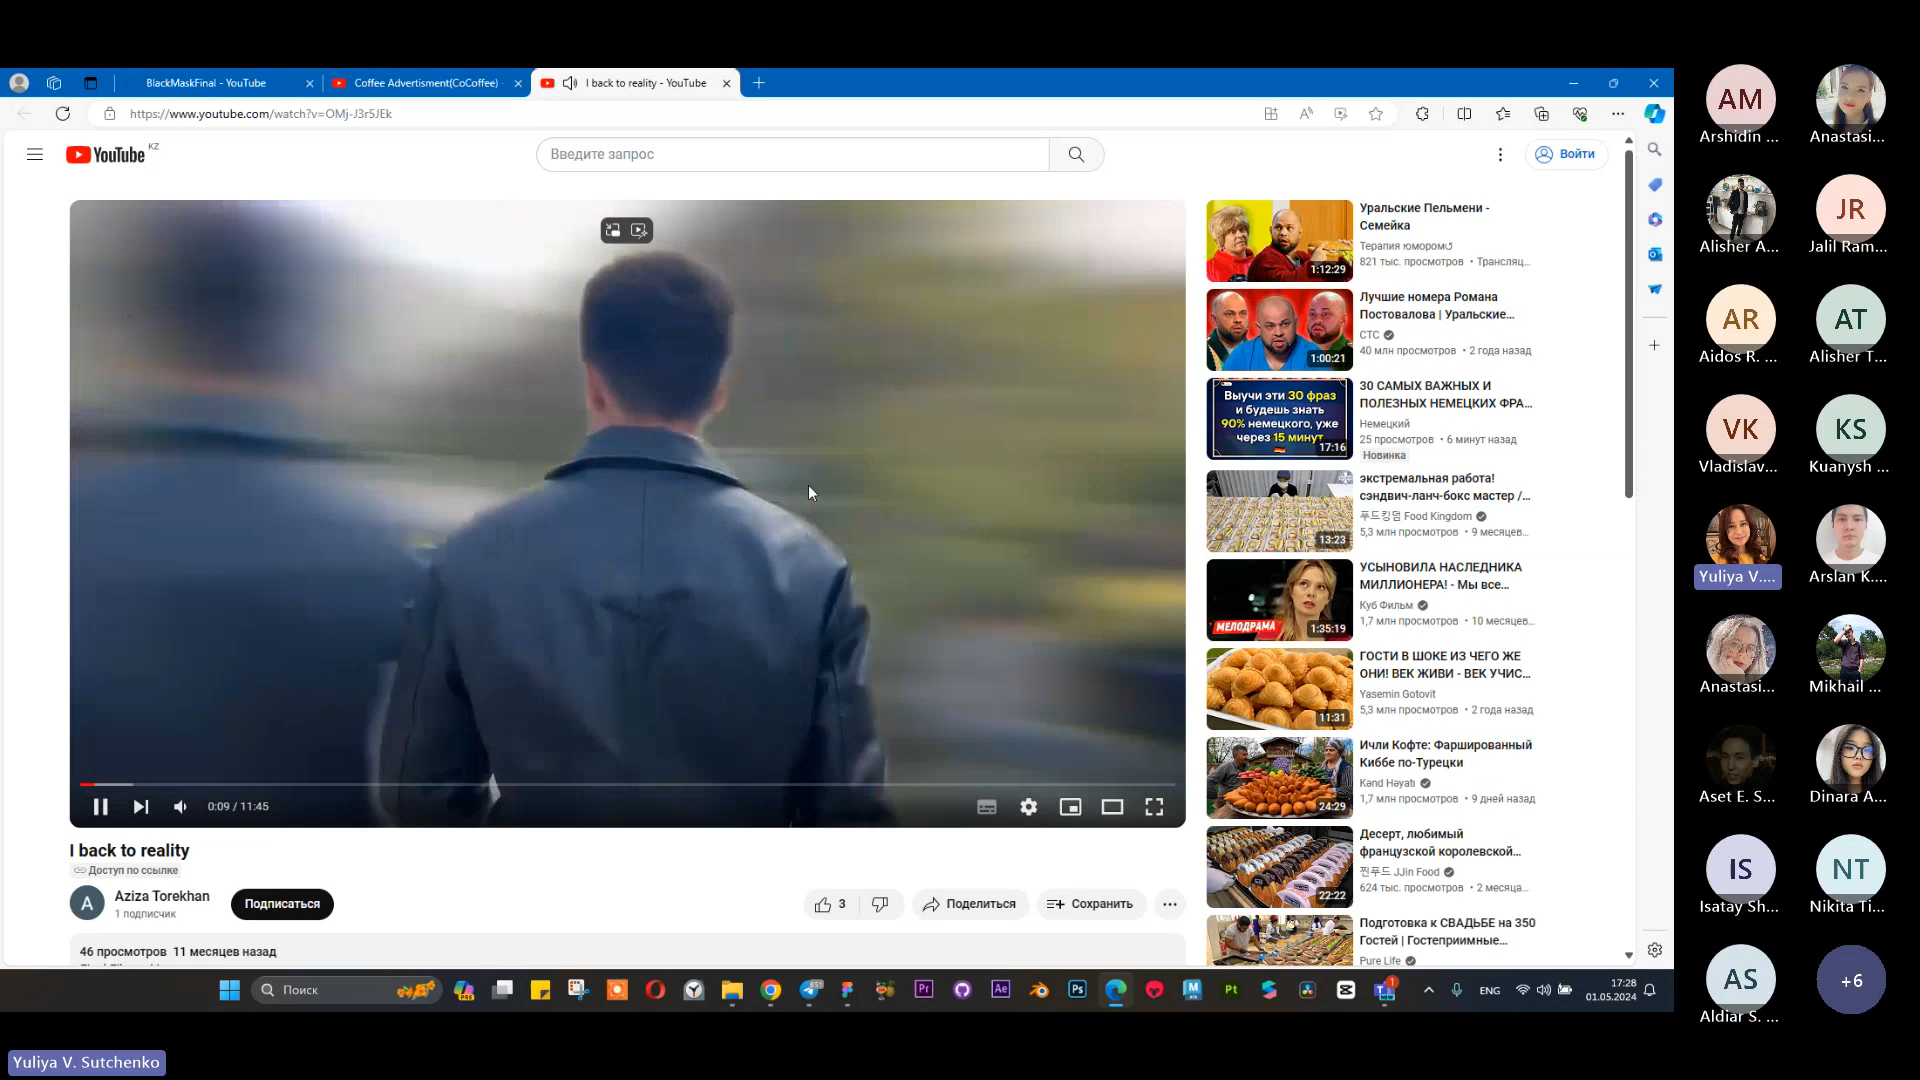 BlackMaskFinal - YouTube
Coffee Advertisment(CoCoffee) -
I back to reality - YouTube
https://www.youtube.com/watch?v=OMj-J3r5JEk
YouTube KZ
Введите запрос
Войти
Уральские Пельмени -
Семейка
Терапия юмором
821 тыс. просмотров • Трансляц...
1:12:29
Лучшие номера Романа
Постовалова | Уральские...
СТС
40 млн просмотров • 2 года назад
1:00:21
Выучи эти 30 фраз
и будешь знать
90% немецкого, уже
через 15 минут
17:16
30 САМЫХ ВАЖНЫХ И
ПОЛЕЗНЫХ НЕМЕЦКИХ ФРА...
Немецкий
25 просмотров • 6 минут назад
Новинка
экстремальная работа!
сэндвич-ланч-бокс мастер /...
푸드킹덤 Food Kingdom
5,3 млн просмотров • 9 месяцев...
13:23
УСЫНОВИЛА НАСЛЕДНИКА
МИЛЛИОНЕРА! - Мы все...
Куб Фильм
1,7 млн просмотров • 10 месяцев...
МЕЛОДРАМА
1:35:19
ГОСТИ В ШОКЕ ИЗ ЧЕГО ЖЕ
ОНИ! ВЕК ЖИВИ - ВЕК УЧИС...
Yasemin Gotovit
5,3 млн просмотров • 2 года назад
11:31
Ичли Кофте: Фаршированный
Киббе по-Турецки
Kənd Həyatı
1,7 млн просмотров • 9 дней назад
24:29
Десерт, любимый
французской королевской...
찐푸드 JJin Food
624 тыс. просмотров • 2 месяца...
22:22
Подготовка к СВАДЬБЕ на 350
Гостей | Гостеприимные...
Pure Life
0:09 / 11:45
I back to reality
Доступ по ссылке
A
Aziza Torekhan
1 подписчик
Подписаться
3
Поделиться
Сохранить
46 просмотров 11 месяцев назад
Поиск
PRE
Pr
Ae
Ps
Pt
1
ENG
17:28
01.05.2024
AM
Arshidin ...
Anastasi...
Alisher A...
JR
Jalil Ram...
AR
Aidos R. ...
AT
Alisher T...
VK
Vladislav...
KS
Kuanysh ...
Yuliya V....
Arslan K....
Anastasi...
Mikhail ...
Aset E. S...
Dinara A...
IS
Isatay Sh...
NT
Nikita Ti...
AS
Aldiar S. ...
+6
Yuliya V. Sutchenko